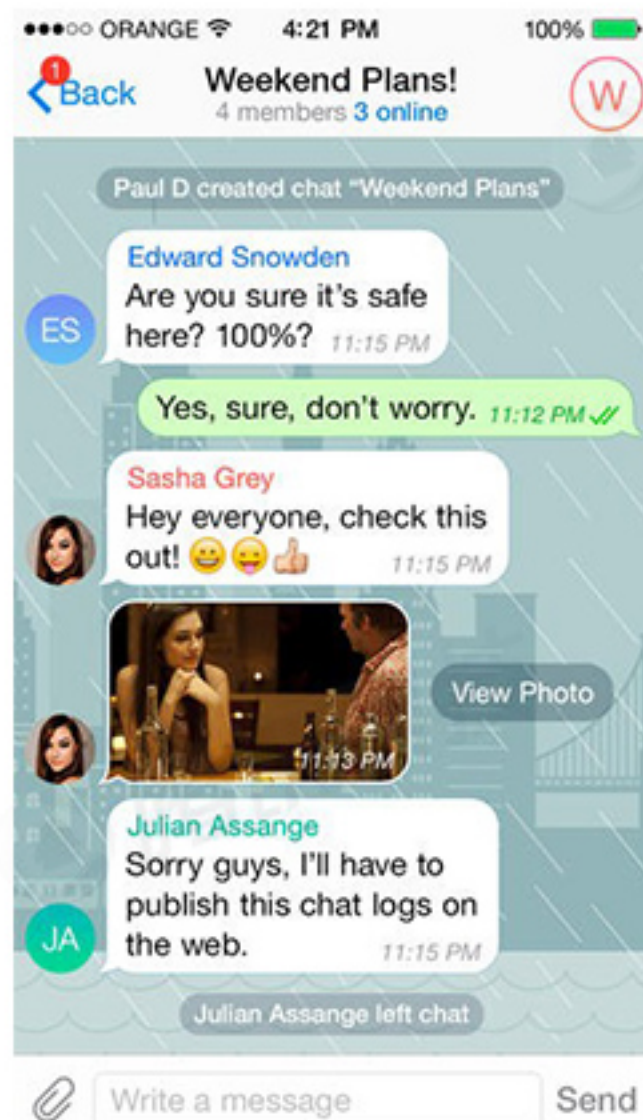 ORANGE 4:21 PM 100%
1
Back Weekend Plans! W
4 members 3 online
Paul D created chat “Weekend Plans”
Edward Snowden
Are you sure it’s safe
ES
here? 100%? 11:15 PM
Yes, sure, don’t worry. 11:12 PM
Sasha Grey
Hey everyone, check this
out! 😀😛👍 11:15 PM
View Photo
11:13 PM
Julian Assange
Sorry guys, I’ll have to
publish this chat logs on
JA
the web. 11:15 PM
Julian Assange left chat
Write a message Send